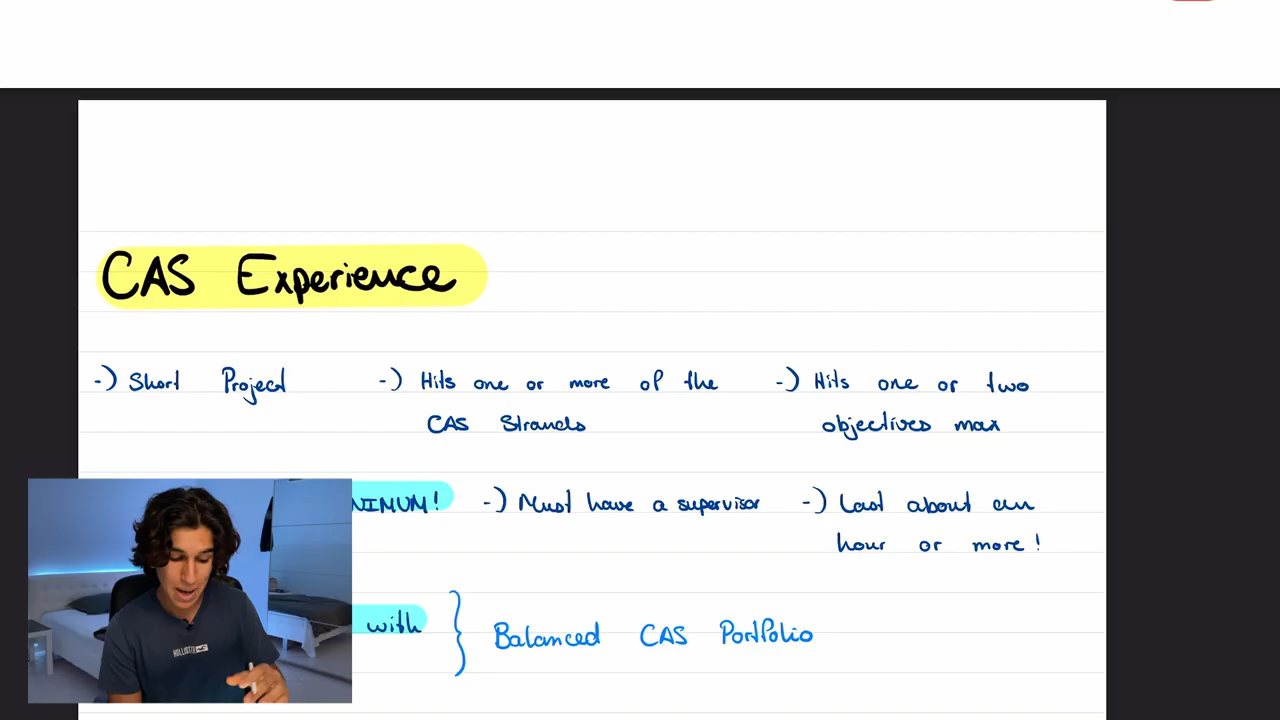 CAS Experience
-) Short Project -) Hits one or more of the -) Hits one or two
CAS Strands objectives max
NIMUM! -) Must have a supervisor -) Last about an
hour or more!
with } Balanced CAS Portfolio
HOLLISTER